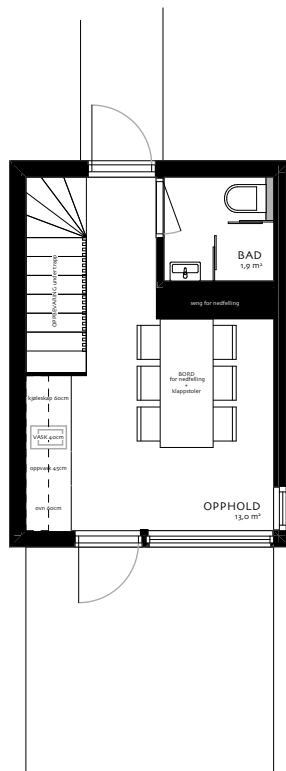 BAD
1,9 m²
OPPBEVARING under trapp
seng for nedfelling
BORD
for nedfelling
+
klappstoler
kjøleskap 60cm
VASK 40cm
oppvask 45cm
ovn 60cm
OPPHOLD
13,0 m²